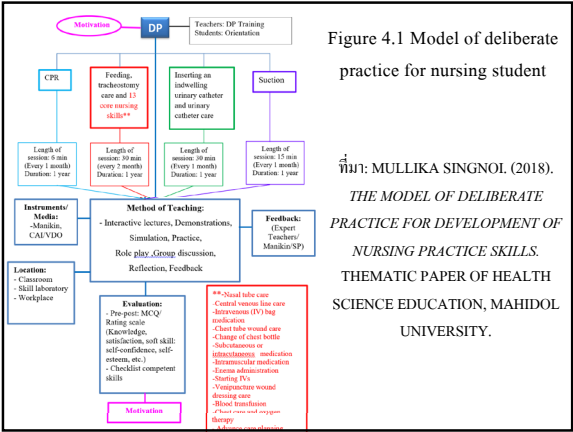 Motivation
DP
Teachers: DP Training
Students: Orientation
CPR
Feeding,
tracheostomy
care and 13
core nursing
skills**
Inserting an
indwelling
urinary catheter
and urinary
catheter care
Suction
Length of
session: 6 min
(Every 1 month)
Duration: 1 year
Length of
session: 30 min
(every 2 month)
Duration: 1 year
Length of
session: 30 min
(Every 1 month)
Duration: 1 year
Length of
session: 15 min
(Every 1 month)
Duration: 1 year
Instruments/
Media:
-Manikin,
CAI/VDO
Method of Teaching:
- Interactive lectures, Demonstrations,
Simulation, Practice,
Role play ,Group discussion,
Reflection, Feedback
Feedback:
(Expert
Teachers/
Manikin/SP)
Location:
- Classroom
- Skill laboratory
- Workplace
Evaluation:
- Pre-post: MCQ/
Rating scale
(Knowledge,
satisfaction, soft skill:
self-confidence, self-
esteem, etc.)
- Checklist competent
skills
Motivation
**-Nasal tube care
-Central venous line care
-Intravenous (IV) bag
medication
-Chest tube wound care
-Change of chest bottle
-Subcutaneous or
intracutaneous medication
-Intramuscular medication
-Enema administration
-Starting IVs
-Venipuncture wound
dressing care
-Blood transfusion
-Chest care and oxygen
therapy
- Advance care planning
Figure 4.1 Model of deliberate
practice for nursing student
ที่มา: MULLIKA SINGNOI. (2018).
THE MODEL OF DELIBERATE
PRACTICE FOR DEVELOPMENT OF
NURSING PRACTICE SKILLS.
THEMATIC PAPER OF HEALTH
SCIENCE EDUCATION, MAHIDOL
UNIVERSITY.